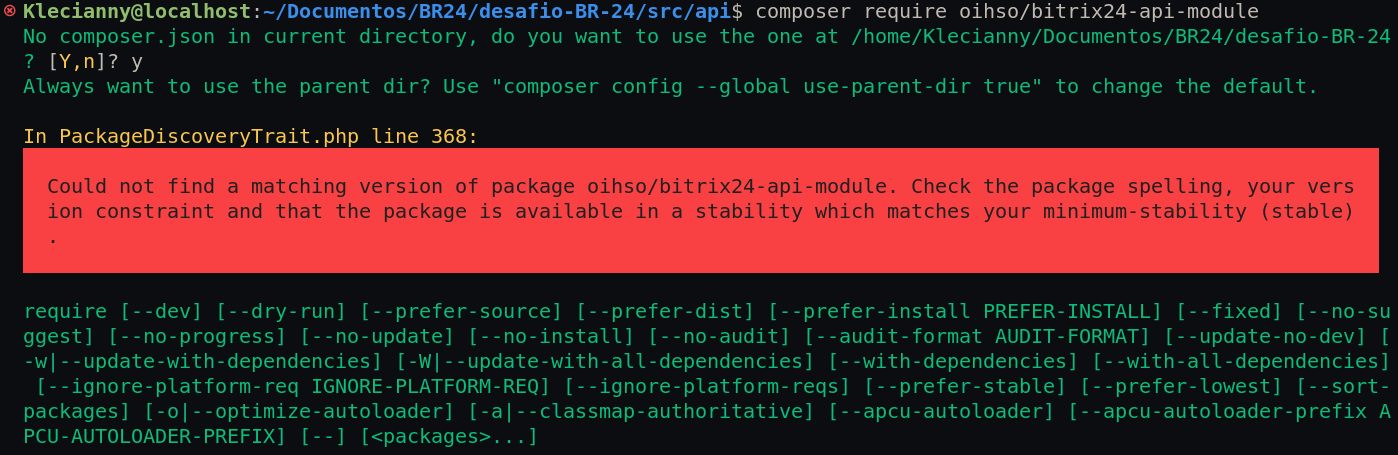 Klecianny@localhost:~/Documentos/BR24/desafio-BR-24/src/api$ composer require oihso/bitrix24-api-module
No composer.json in current directory, do you want to use the one at /home/Klecianny/Documentos/BR24/desafio-BR-24
? [Y,n]? y
Always want to use the parent dir? Use "composer config --global use-parent-dir true" to change the default.
In PackageDiscoveryTrait.php line 368:
Could not find a matching version of package oihso/bitrix24-api-module. Check the package spelling, your vers
ion constraint and that the package is available in a stability which matches your minimum-stability (stable)
.
require [--dev] [--dry-run] [--prefer-source] [--prefer-dist] [--prefer-install PREFER-INSTALL] [--fixed] [--no-su
ggest] [--no-progress] [--no-update] [--no-install] [--no-audit] [--audit-format AUDIT-FORMAT] [--update-no-dev] [
-w|--update-with-dependencies] [-W|--update-with-all-dependencies] [--with-dependencies] [--with-all-dependencies]
[--ignore-platform-req IGNORE-PLATFORM-REQ] [--ignore-platform-reqs] [--prefer-stable] [--prefer-lowest] [--sort-
packages] [-o|--optimize-autoloader] [-a|--classmap-authoritative] [--apcu-autoloader] [--apcu-autoloader-prefix A
PCU-AUTOLOADER-PREFIX] [--] [<packages>...]